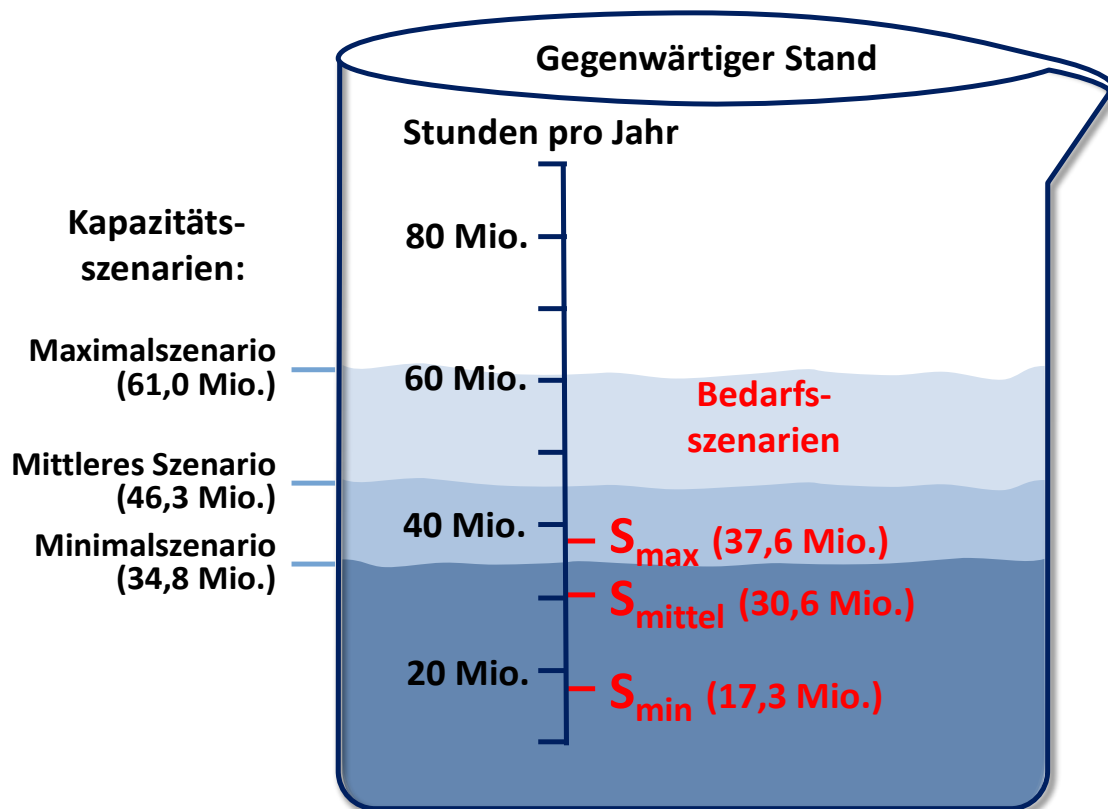 Gegenwärtiger Stand
Stunden pro Jahr
Kapazitäts-
szenarien:
80 Mio.
Maximalszenario
(61,0 Mio.)
60 Mio.
Bedarfs-
szenarien
Mittleres Szenario
(46,3 Mio.)
40 Mio.
Smax (37,6 Mio.)
Minimalszenario
(34,8 Mio.)
Smittel (30,6 Mio.)
20 Mio.
Smin (17,3 Mio.)